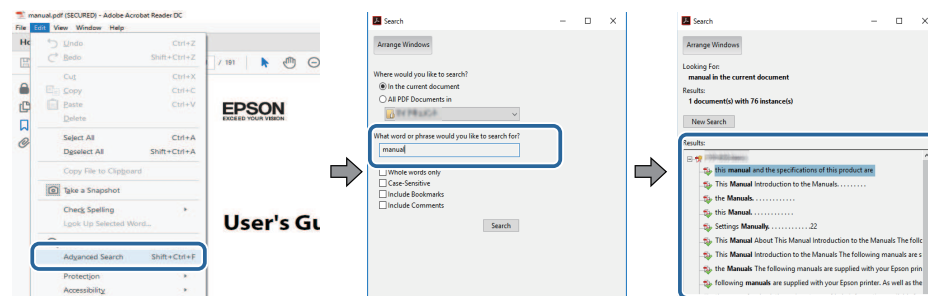 manual.pdf (SECURED) - Adobe Acrobat Reader DC
File Edit View Window Help
Undo Ctrl+Z
Redo Shift+Ctrl+Z
Cut Ctrl+X
Copy Ctrl+C
Paste Ctrl+V
Delete
Select All Ctrl+A
Deselect All Shift+Ctrl+A
Copy File to Clipboard
Take a Snapshot
Check Spelling
Look Up Selected Word...
Advanced Search Shift+Ctrl+F
Protection
Accessibility
/ 191
EPSON
EXCEED YOUR VISION
User's Gu
Search
Arrange Windows
Where would you like to search?
In the current document
All PDF Documents in
What word or phrase would you like to search for?
manual
Whole words only
Case-Sensitive
Include Bookmarks
Include Comments
Search
Search
Arrange Windows
Looking For:
manual in the current document
Results:
1 document(s) with 76 instance(s)
New Search
Results:
this manual and the specifications of this product are
This Manual Introduction to the Manuals. . . . . . . . .
the Manuals. . . . . . . . . . . .
this Manual. . . . . . . . . . . .
Settings Manually. . . . . . . . . . . .22
This Manual About This Manual Introduction to the Manuals The follc
This Manual Introduction to the Manuals The following manuals are s
the Manuals The following manuals are supplied with your Epson prin
following manuals are supplied with your Epson printer. As well as the